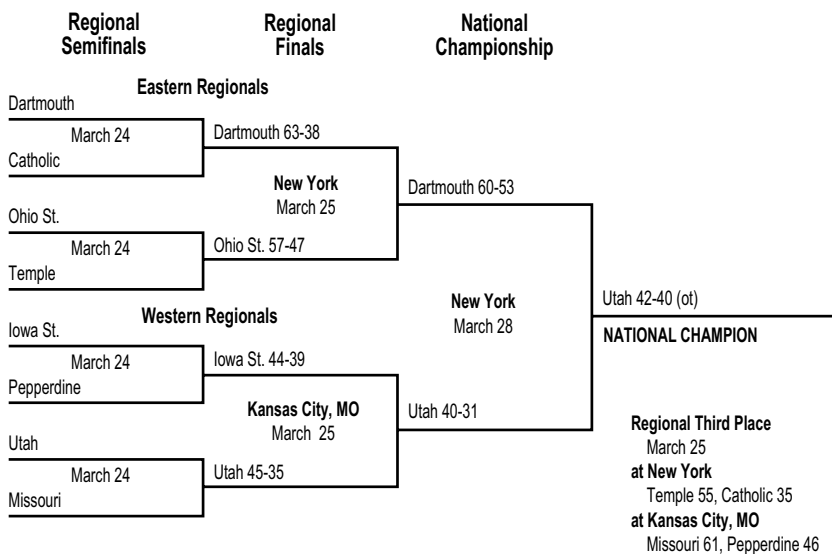 Regional
Semifinals
Regional
Finals
National
Championship
Eastern Regionals
Dartmouth
March 24
Catholic
Dartmouth 63-38
New York
March 25
Ohio St.
March 24
Temple
Ohio St. 57-47
Dartmouth 60-53
Western Regionals
Iowa St.
March 24
Pepperdine
Iowa St. 44-39
Kansas City, MO
March 25
Utah
March 24
Missouri
Utah 45-35
Utah 40-31
New York
March 28
Utah 42-40 (ot)
NATIONAL CHAMPION
Regional Third Place
March 25
at New York
Temple 55, Catholic 35
at Kansas City, MO
Missouri 61, Pepperdine 46